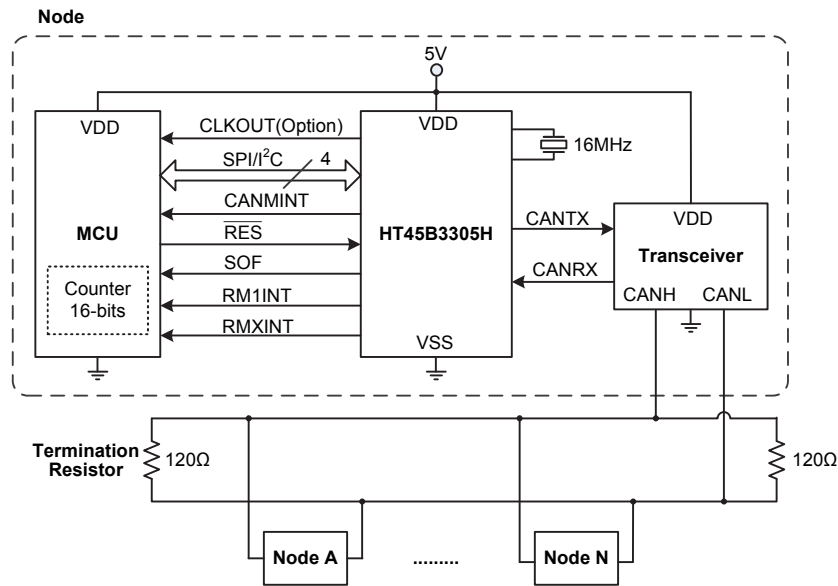 Node
5V
VDD
CLKOUT(Option)
VDD
SPI/I²C
4
16MHz
CANMINT
MCU
RES
HT45B3305H
CANTX
VDD
Transceiver
SOF
CANRX
Counter
16-bits
RM1INT
CANH
CANL
RMXINT
VSS
Termination
Resistor
120Ω
120Ω
Node A
.........
Node N